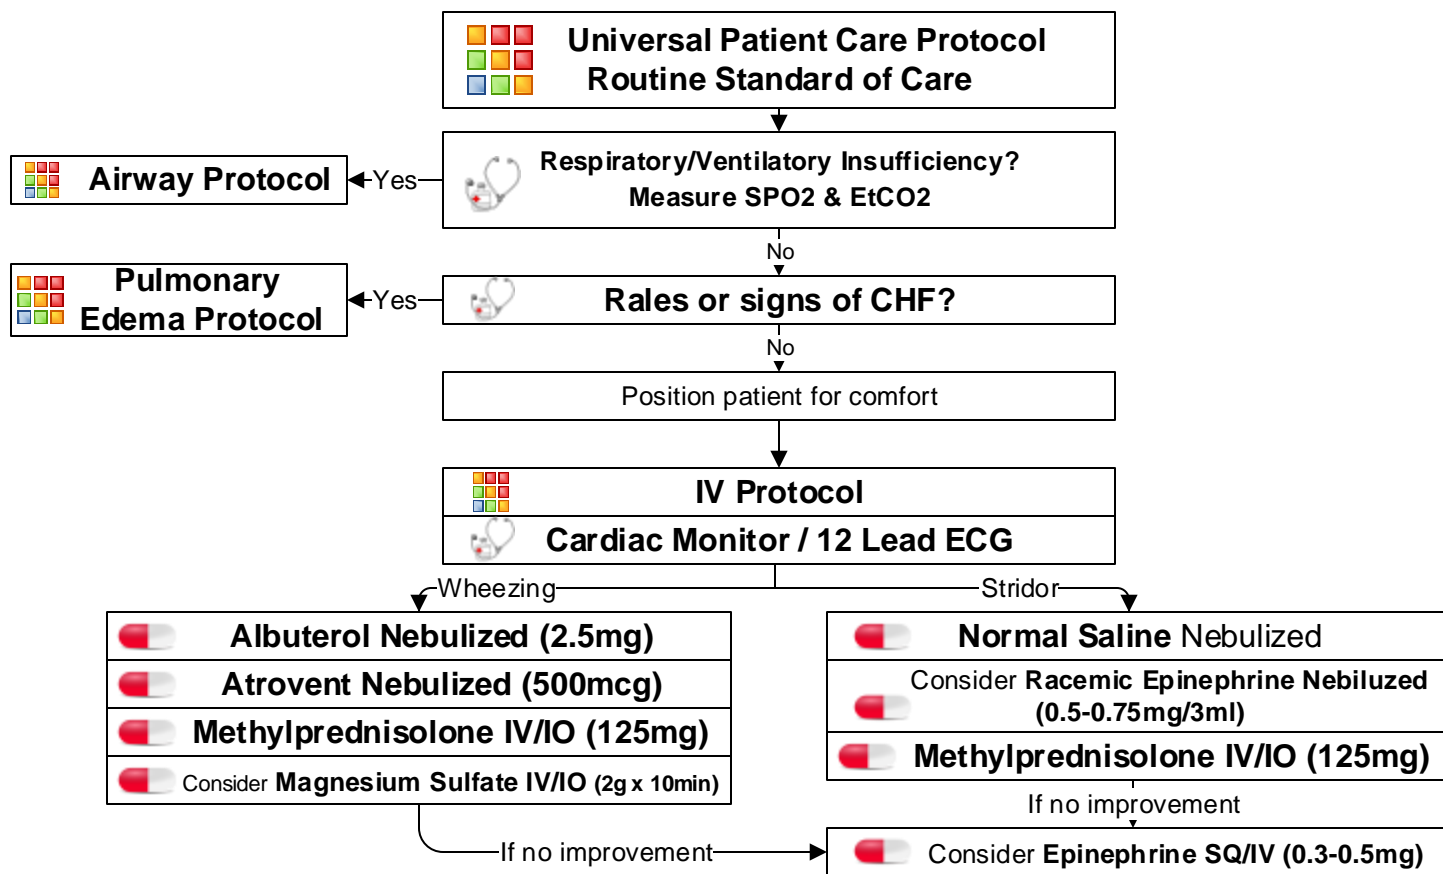 Universal Patient Care Protocol
Routine Standard of Care
Respiratory/Ventilatory Insufficiency?
Measure SPO2 & EtCO2
Yes
Airway Protocol
No
Rales or signs of CHF?
Yes
Pulmonary
Edema Protocol
No
Position patient for comfort
IV Protocol
Cardiac Monitor / 12 Lead ECG
Wheezing
Albuterol Nebulized (2.5mg)
Atrovent Nebulized (500mcg)
Methylprednisolone IV/IO (125mg)
Consider Magnesium Sulfate IV/IO (2g x 10min)
If no improvement
Stridor
Normal Saline Nebulized
Consider Racemic Epinephrine Nebiluzed
(0.5-0.75mg/3ml)
Methylprednisolone IV/IO (125mg)
If no improvement
Consider Epinephrine SQ/IV (0.3-0.5mg)